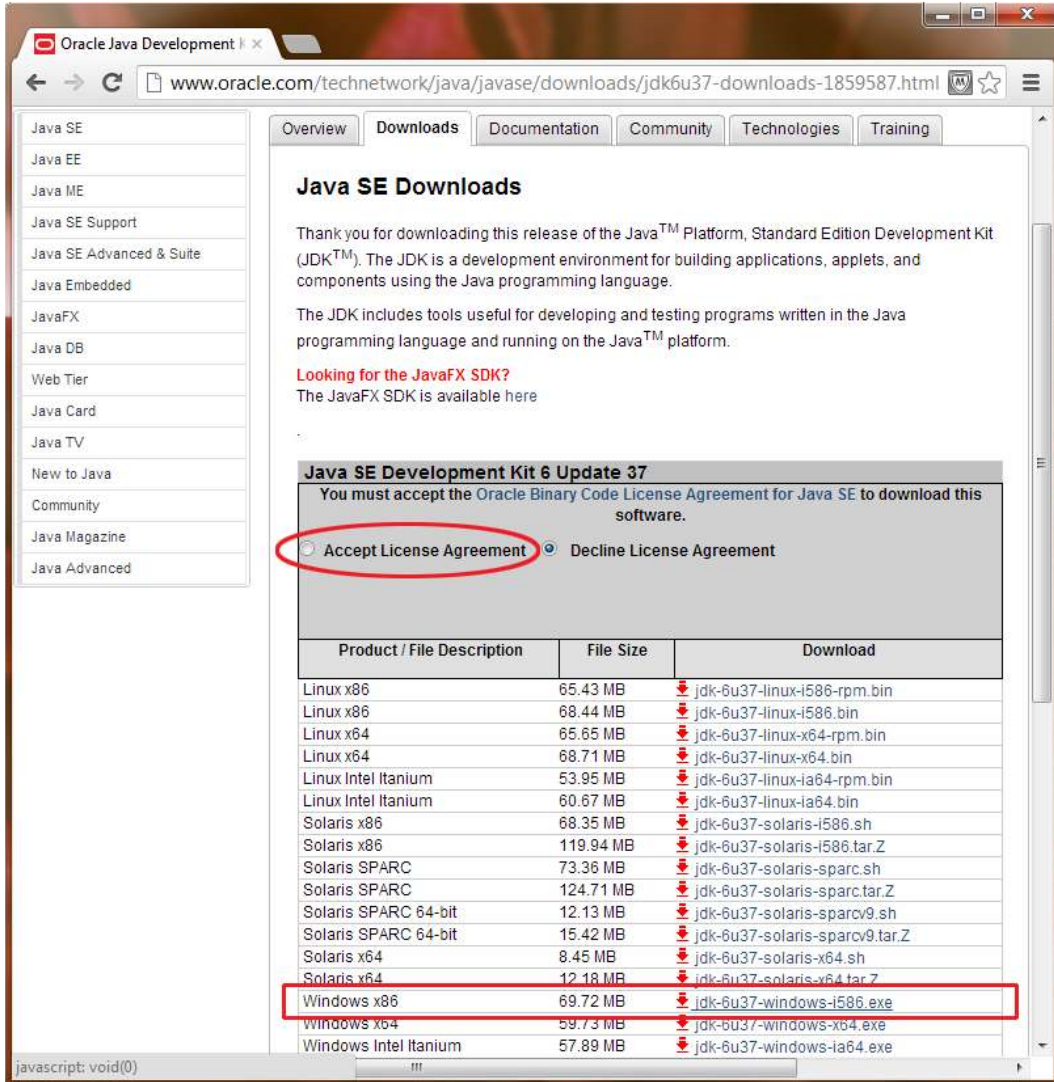 Oracle Java Development K
www.oracle.com/technetwork/java/javase/downloads/jdk6u37-downloads-1859587.html
Java SE
Java EE
Java ME
Java SE Support
Java SE Advanced & Suite
Java Embedded
JavaFX
Java DB
Web Tier
Java Card
Java TV
New to Java
Community
Java Magazine
Java Advanced
Overview Downloads Documentation Community Technologies Training
Java SE Downloads
Thank you for downloading this release of the Java™ Platform, Standard Edition Development Kit
(JDK™). The JDK is a development environment for building applications, applets, and
components using the Java programming language.
The JDK includes tools useful for developing and testing programs written in the Java
programming language and running on the Java™ platform.
Looking for the JavaFX SDK?
The JavaFX SDK is available here
.
Java SE Development Kit 6 Update 37
You must accept the Oracle Binary Code License Agreement for Java SE to download this
software.
Accept License Agreement Decline License Agreement
Product / File Description File Size Download
Linux x86 65.43 MB jdk-6u37-linux-i586-rpm.bin
Linux x86 68.44 MB jdk-6u37-linux-i586.bin
Linux x64 65.65 MB jdk-6u37-linux-x64-rpm.bin
Linux x64 68.71 MB jdk-6u37-linux-x64.bin
Linux Intel Itanium 53.95 MB jdk-6u37-linux-ia64-rpm.bin
Linux Intel Itanium 60.67 MB jdk-6u37-linux-ia64.bin
Solaris x86 68.35 MB jdk-6u37-solaris-i586.sh
Solaris x86 119.94 MB jdk-6u37-solaris-i586.tar.Z
Solaris SPARC 73.36 MB jdk-6u37-solaris-sparc.sh
Solaris SPARC 124.71 MB jdk-6u37-solaris-sparc.tar.Z
Solaris SPARC 64-bit 12.13 MB jdk-6u37-solaris-sparcv9.sh
Solaris SPARC 64-bit 15.42 MB jdk-6u37-solaris-sparcv9.tar.Z
Solaris x64 8.45 MB jdk-6u37-solaris-x64.sh
Solaris x64 12.18 MB jdk-6u37-solaris-x64.tar.Z
Windows x86 69.72 MB jdk-6u37-windows-i586.exe
Windows x64 59.73 MB jdk-6u37-windows-x64.exe
Windows Intel Itanium 57.89 MB jdk-6u37-windows-ia64.exe
javascript: void(0)